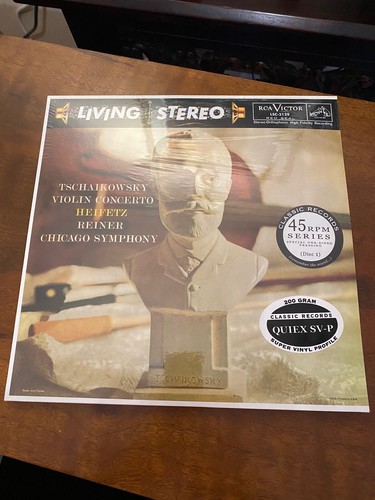 LIVING STEREO
RCA VICTOR
LSC-2129
TSCHAIKOWSKY
VIOLIN CONCERTO
HEIFETZ
REINER
CHICAGO SYMPHONY
CLASSIC RECORDS
45 RPM
SERIES
(Disc 1)
200 GRAM
CLASSIC RECORDS
QUIEX SV-P
SUPER VINYL PROFILE